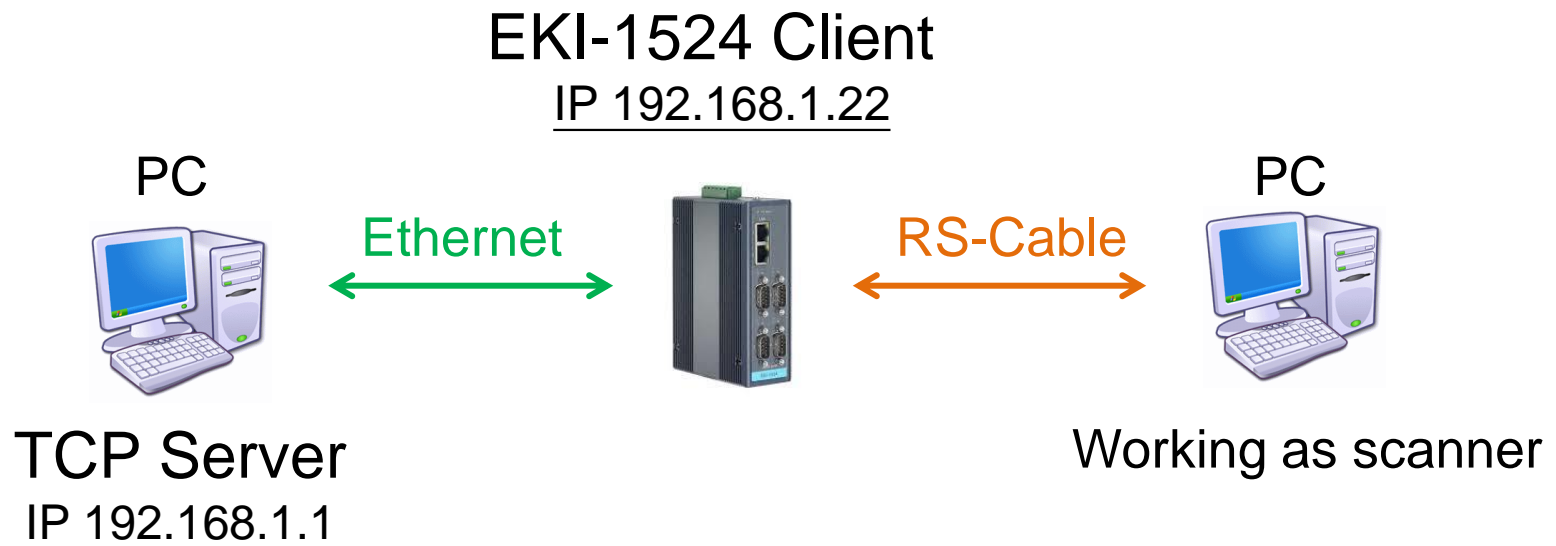 EKI-1524 Client
IP 192.168.1.22
PC
PC
Ethernet
RS-Cable
TCP Server
IP 192.168.1.1
Working as scanner